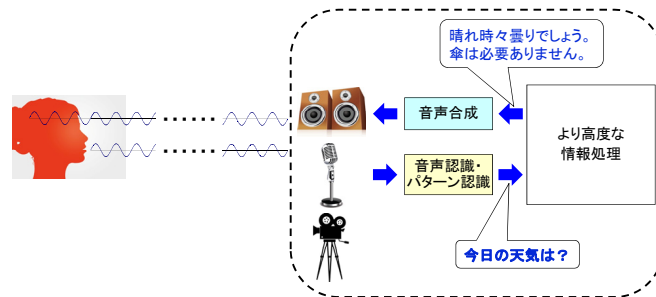 晴れ時々曇りでしょう。
傘は必要ありません。
音声合成
より高度な
情報処理
音声認識・
パターン認識
今日の天気は？